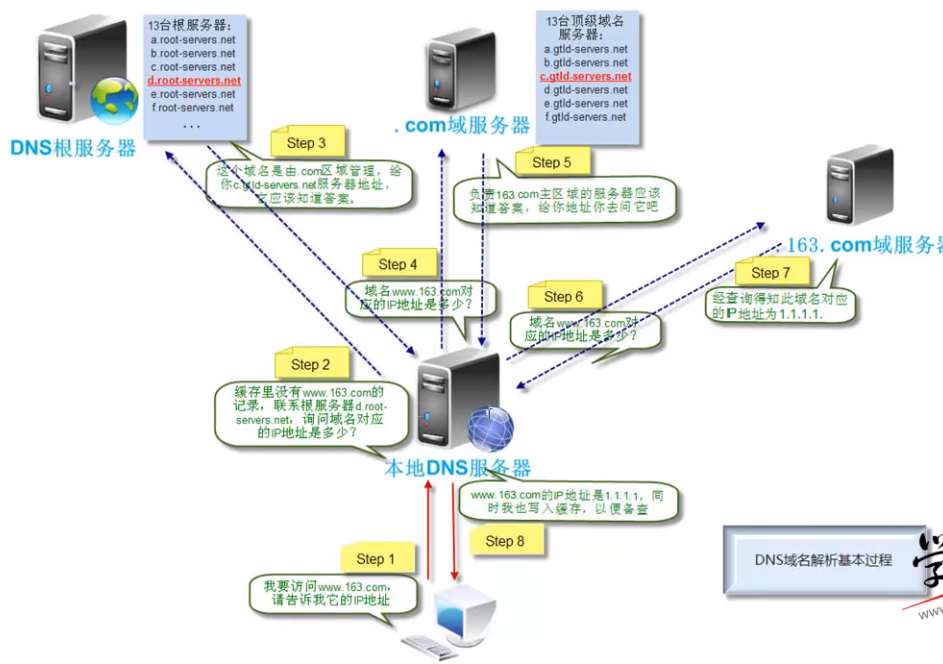 13台根服务器:
a.root-servers.net
b.root-servers.net
c.root-servers.net
d.root-servers.net
e.root-servers.net
f.root-servers.net
...
DNS根服务器
13台顶级域名
服务器:
a.gtld-servers.net
b.gtld-servers.net
c.gtld-servers.net
d.gtld-servers.net
e.gtld-servers.net
f.gtld-servers.net
.com域服务器
Step 3
这个域名是由.com区域管理，给
你c.gtld-servers.net服务器地址，
它应该知道答案。
Step 5
负责163.com主区域的服务器应该
知道答案，给你地址你去问它吧
.163.com域服务器
Step 4
域名www.163.com对
应的IP地址是多少？
Step 6
域名www.163.com对
应的IP地址是多少？
Step 7
经查询得知此域名对应
的IP地址为1.1.1.1.
Step 2
缓存里没有www.163.com的
记录，联系根服务器d.root-
servers.net，询问域名对应
的IP地址是多少？
本地DNS服务器
www.163.com的IP地址是1.1.1.1，同
时我也写入缓存，以便备查
Step 8
Step 1
我要访问www.163.com，
请告诉我它的IP地址
DNS域名解析基本过程
学
www